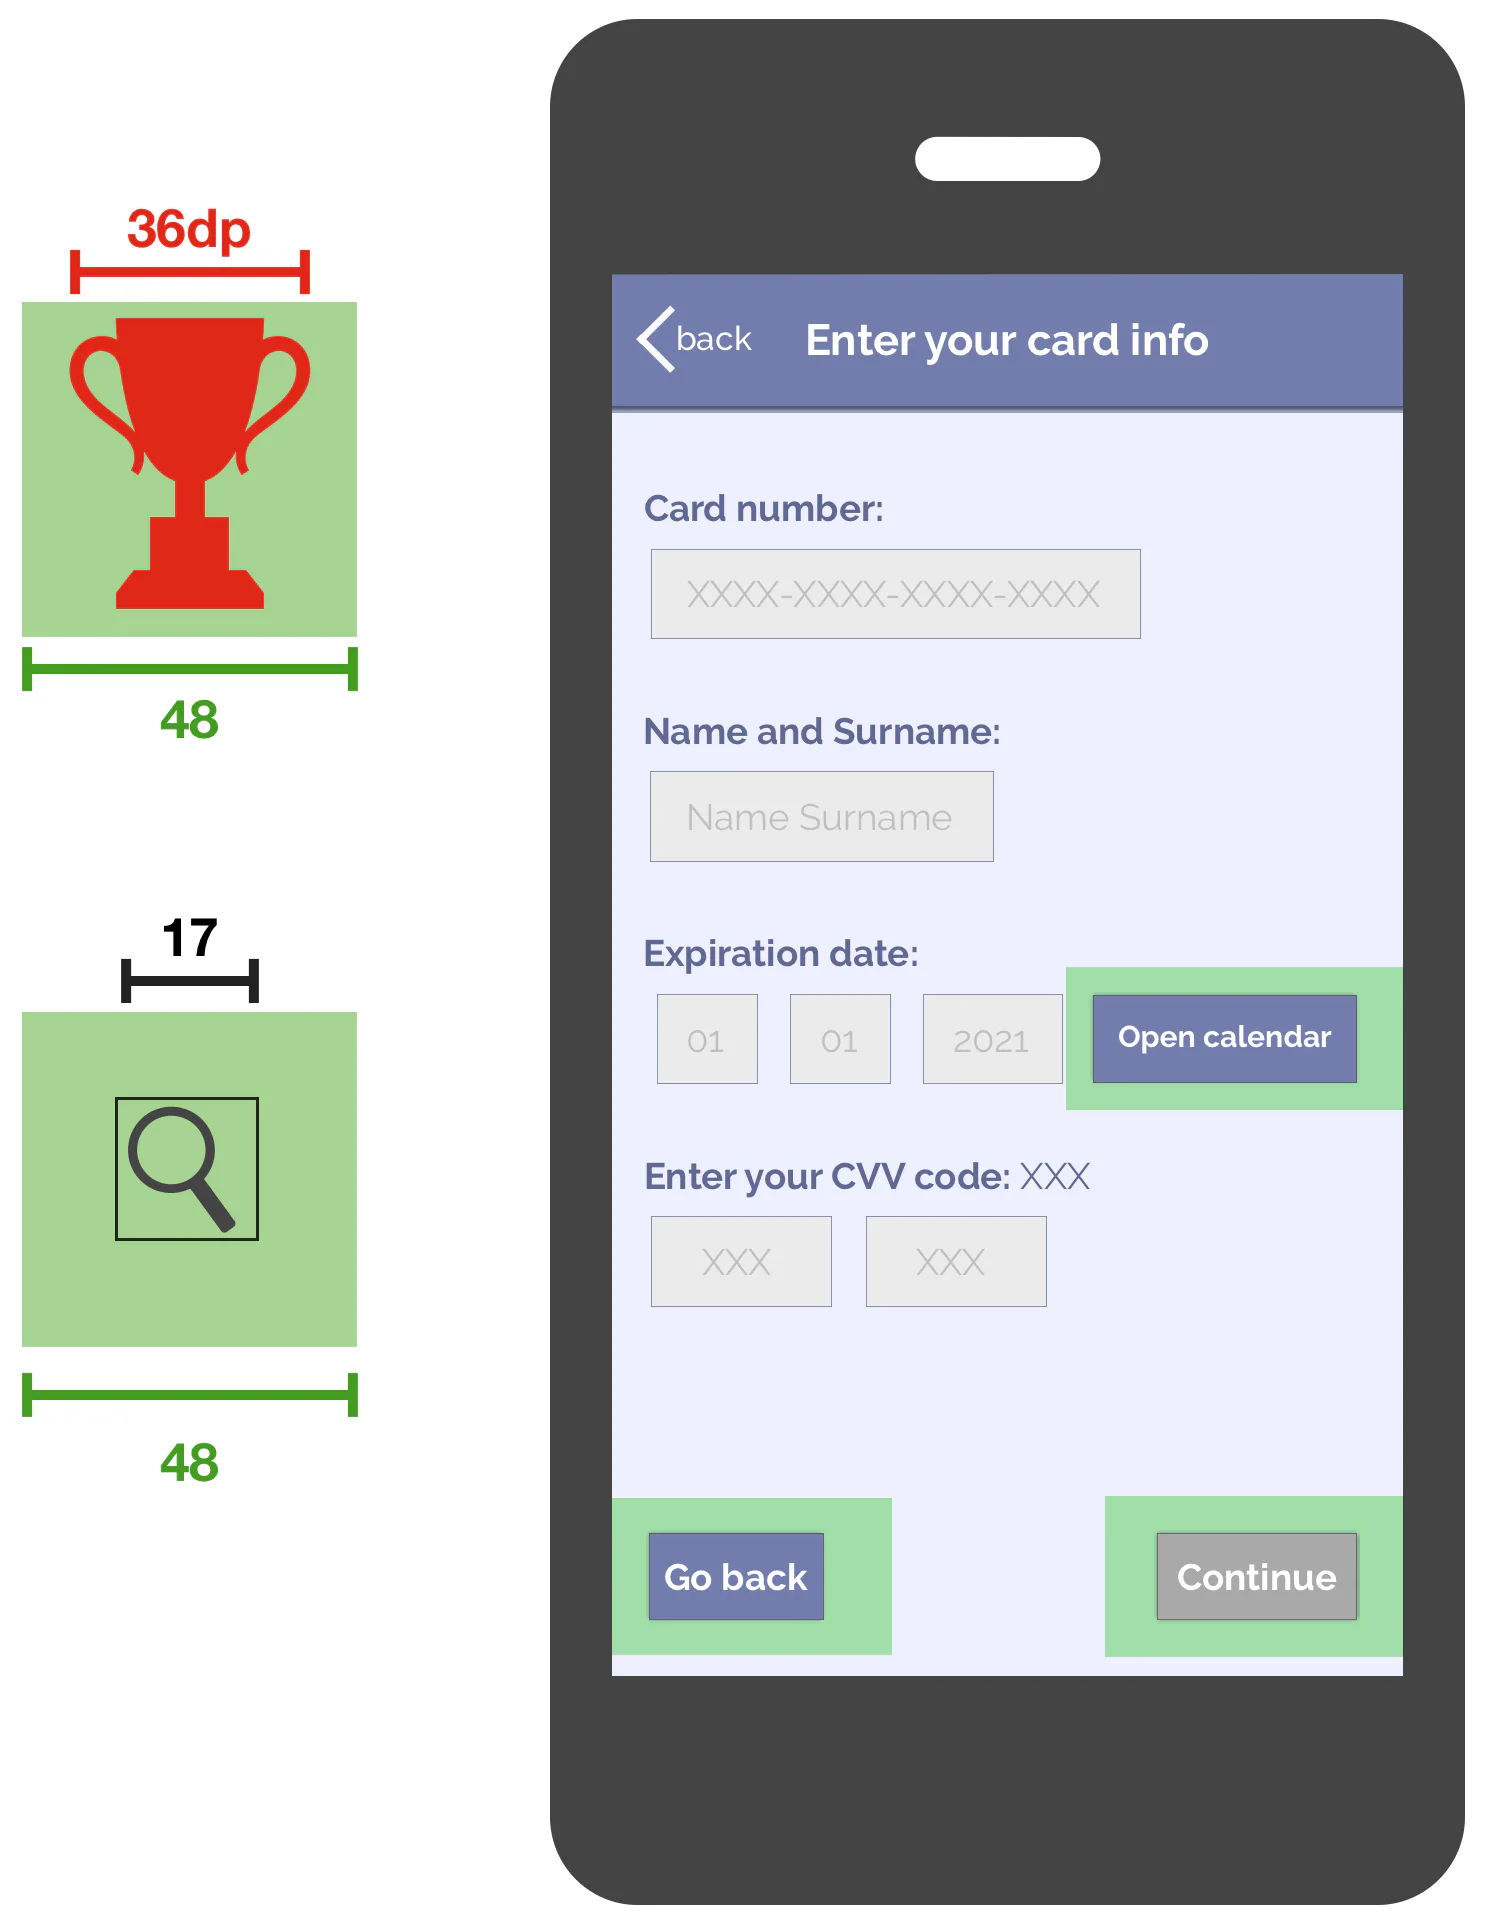 36dp
48
17
48
back
Enter your card info
Card number:
XXXX-XXXX-XXXX-XXXX
Name and Surname:
Name Surname
Expiration date:
01 01 2021 Open calendar
Enter your CVV code: XXX
XXX XXX
Go back Continue